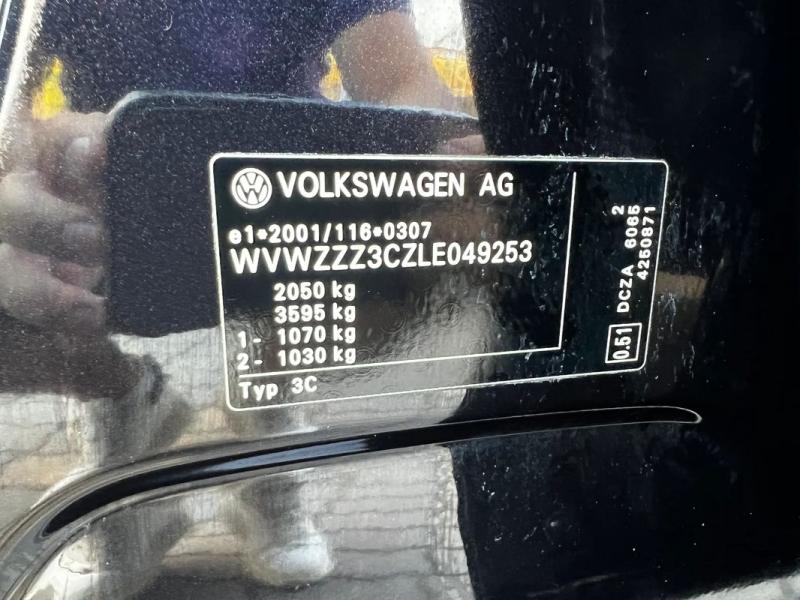 VOLKSWAGEN AG
e1*2001/116*0307
WVWZZZ3CZLE049253
2050 kg
3595 kg
1- 1070 kg
2- 1030 kg
Typ 3C
DCZA 6065 2
4250871
0.51